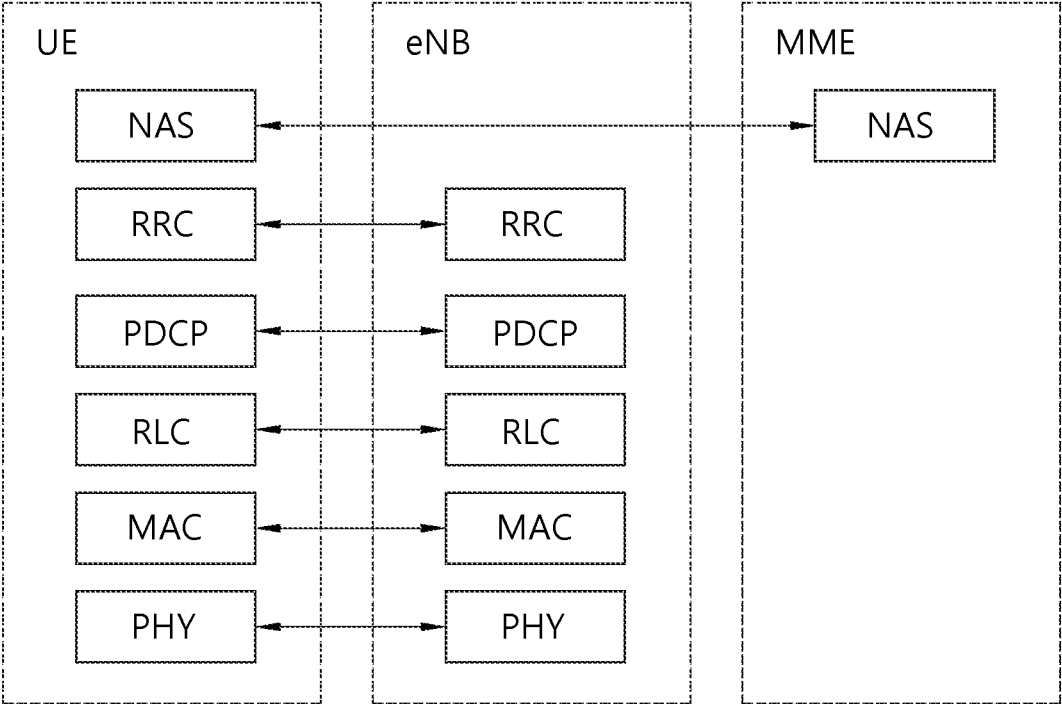 UE eNB MME
NAS NAS
RRC RRC
PDCP PDCP
RLC RLC
MAC MAC
PHY PHY